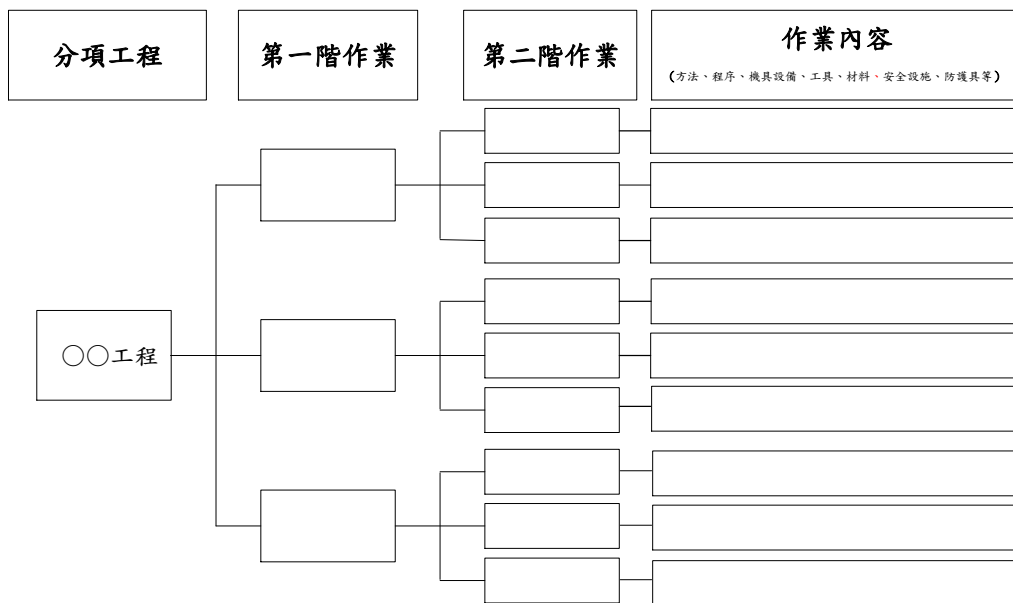 分項工程
第一階作業
第二階作業
作業內容
(方法、程序、機具設備、工具、材料、安全設施、防護具等)
○○工程